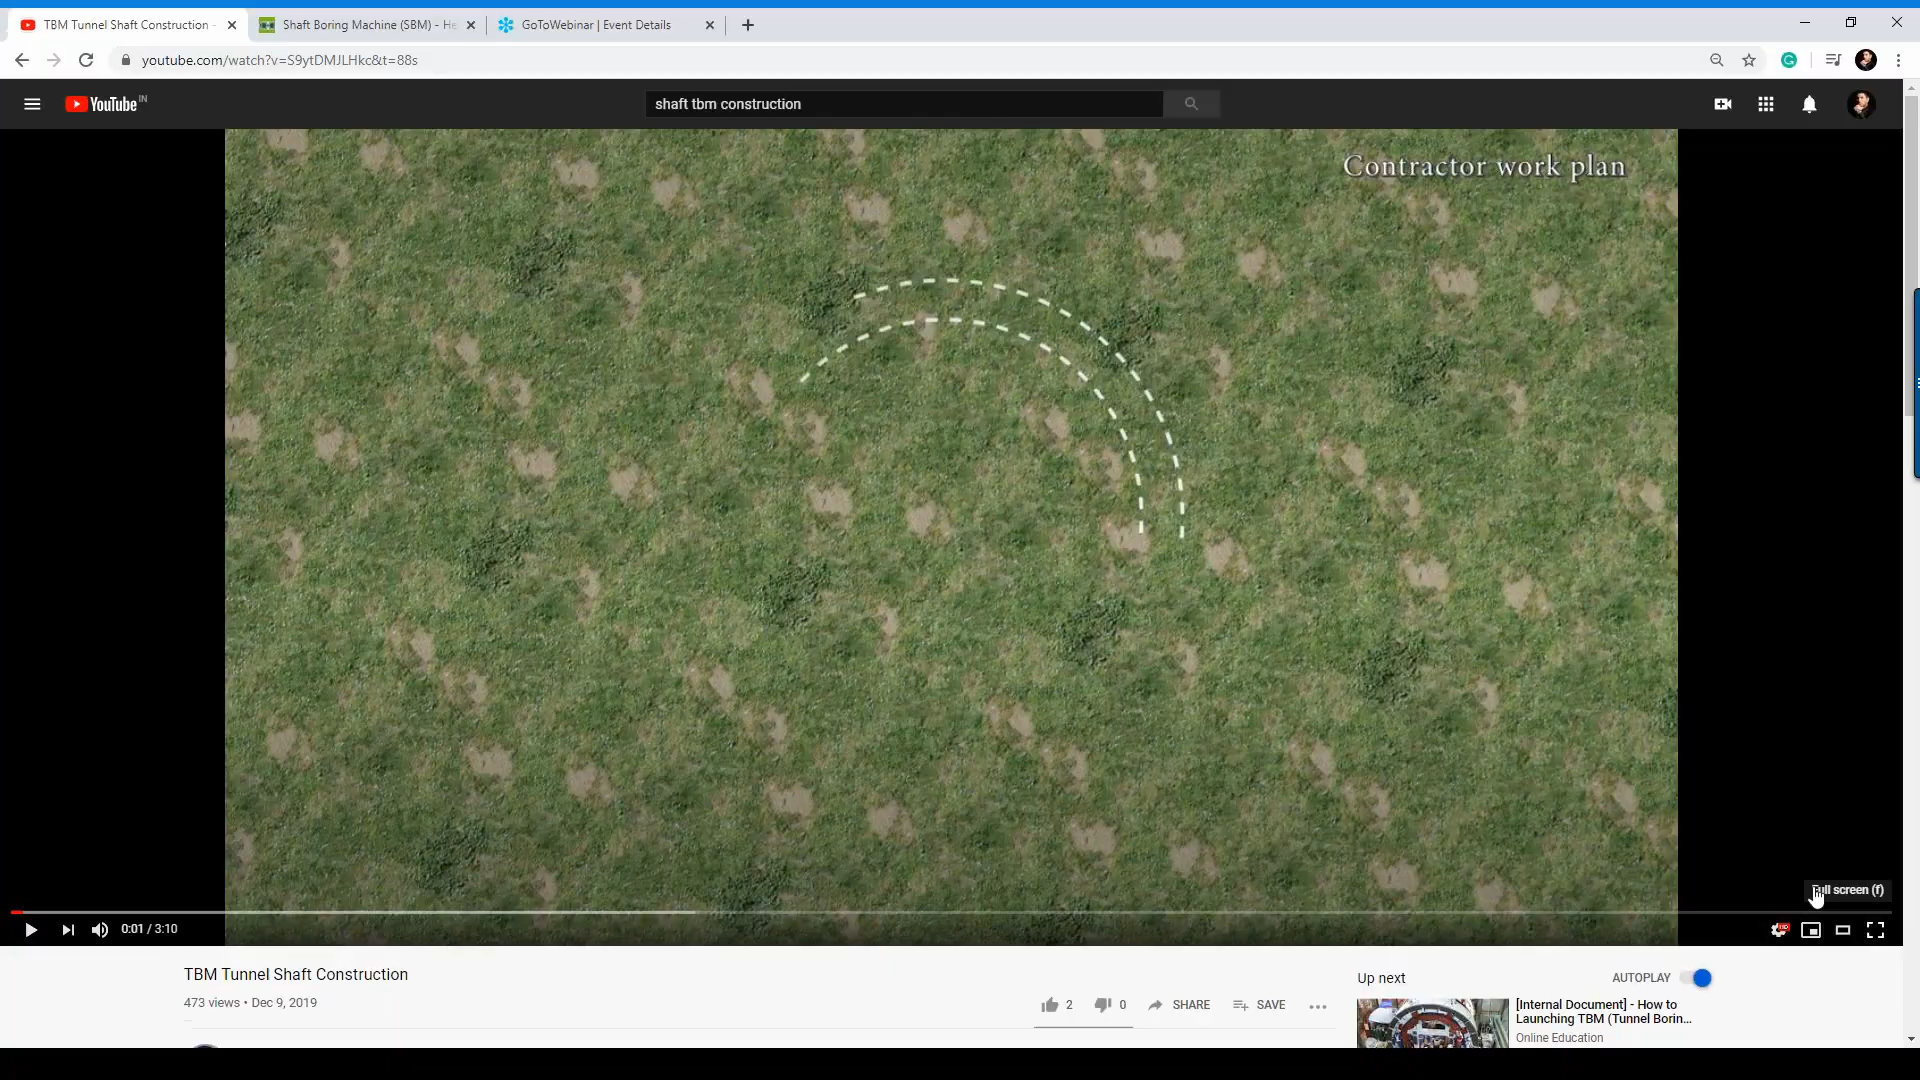 TBM Tunnel Shaft Construction -
Shaft Boring Machine (SBM) - He
GoToWebinar | Event Details
youtube.com/watch?v=S9ytDMJLHkc&t=88s
YouTube IN
shaft tbm construction
Contractor work plan
ll screen (f)
0:01 / 3:10
HD
TBM Tunnel Shaft Construction
473 views • Dec 9, 2019
2
0
SHARE
SAVE
Up next
AUTOPLAY
[Internal Document] - How to
Launching TBM (Tunnel Borin...
Online Education